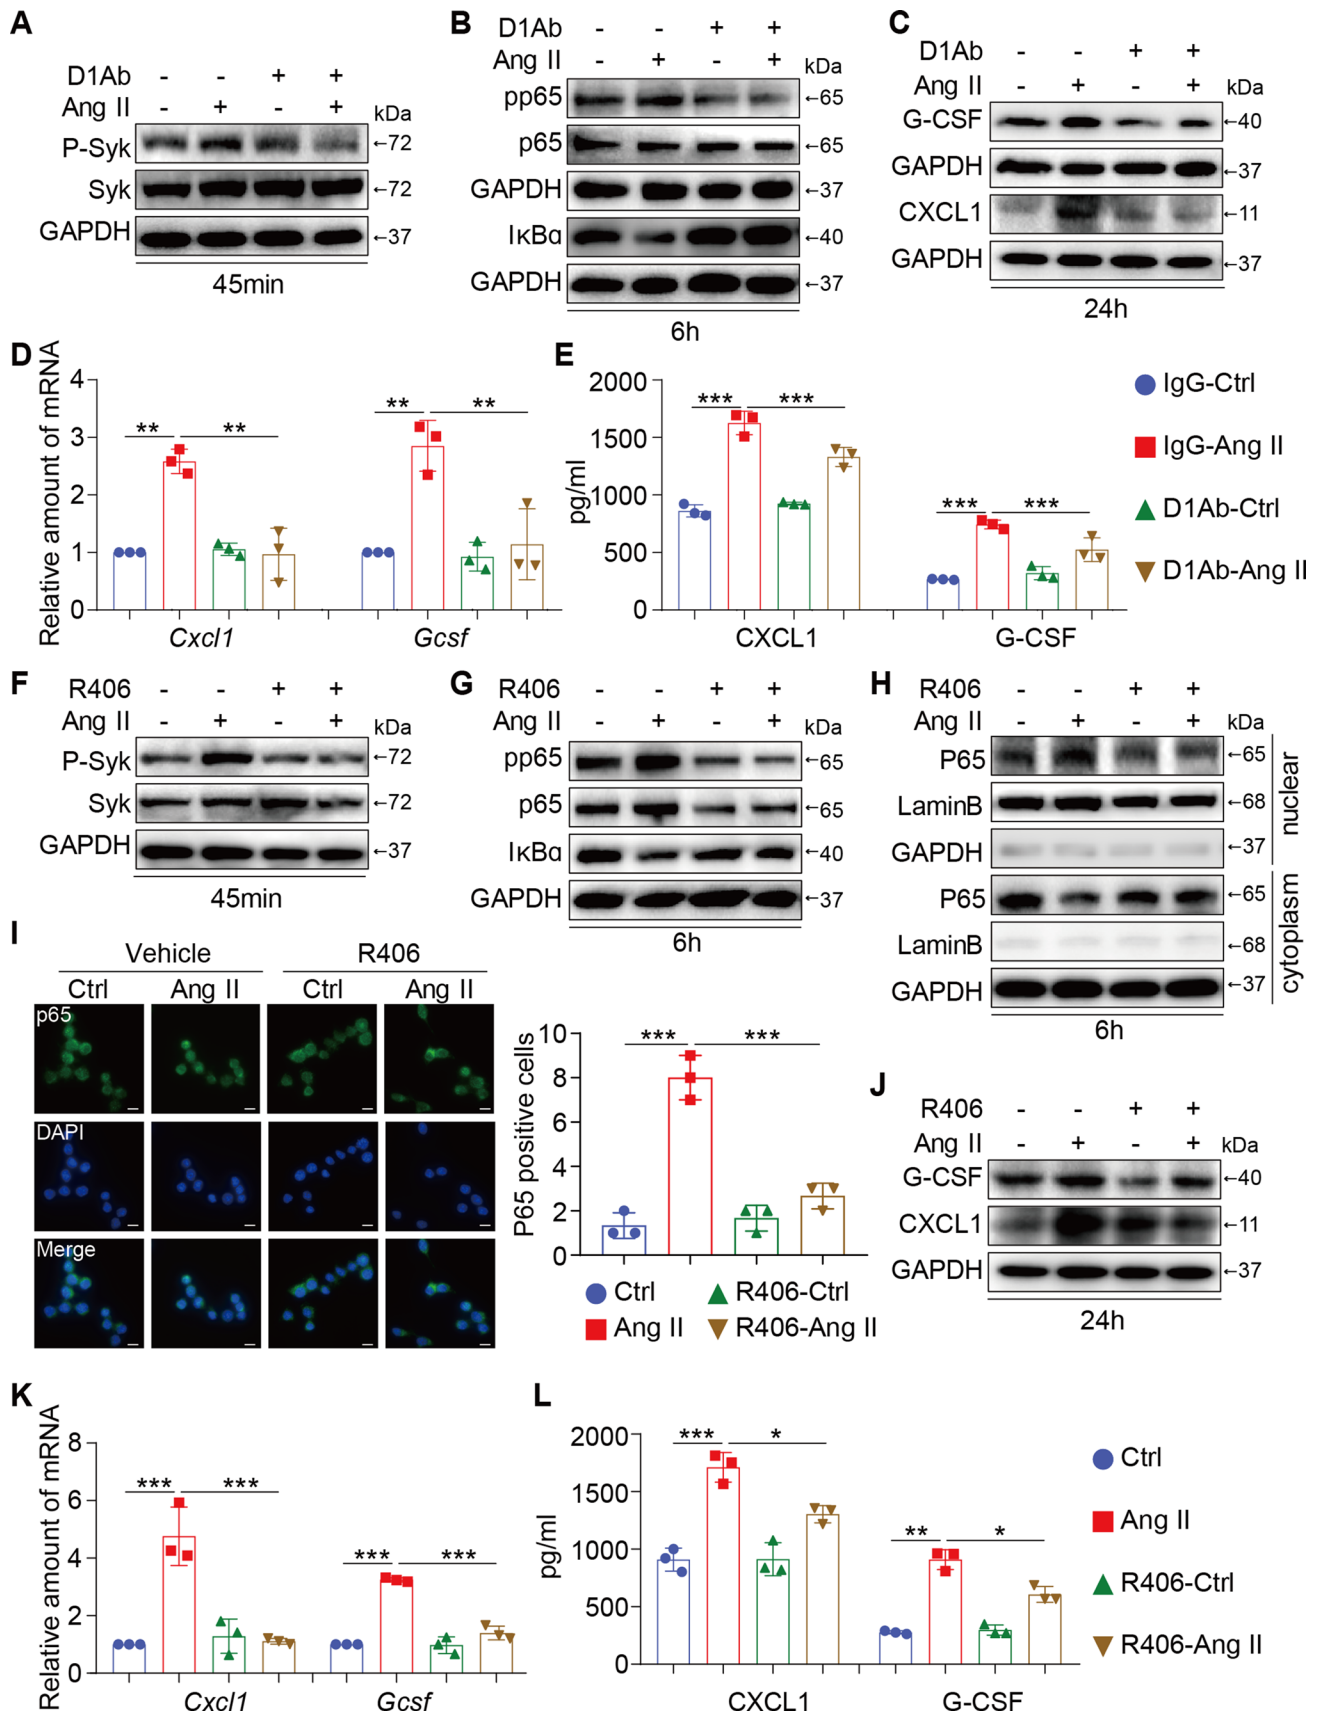 A
D1Ab - - + +
Ang II - + - + kDa
P-Syk ←72
Syk ←72
GAPDH ←37
45min
B
D1Ab - - + +
Ang II - + - + kDa
pp65 ←65
p65 ←65
GAPDH ←37
IκBα ←40
GAPDH ←37
6h
C
D1Ab - - + +
Ang II - + - + kDa
G-CSF ←40
GAPDH ←37
CXCL1 ←11
GAPDH ←37
24h
D
Relative amount of mRNA
4
3
2
1
0
** ** ** **
Cxcl1 Gcsf
E
pg/ml
2000
1500
1000
500
0
*** *** *** ***
CXCL1 G-CSF
IgG-Ctrl
IgG-Ang II
D1Ab-Ctrl
D1Ab-Ang II
F
R406 - - + +
Ang II - + - + kDa
P-Syk ←72
Syk ←72
GAPDH ←37
45min
G
R406 - - + +
Ang II - + - + kDa
pp65 ←65
p65 ←65
IκBα ←40
GAPDH ←37
6h
H
R406 - - + +
Ang II - + - + kDa
P65 ←65
LaminB ←68
GAPDH ←37
nuclear
P65 ←65
LaminB ←68
GAPDH ←37
cytoplasm
6h
I
Vehicle R406
Ctrl Ang II Ctrl Ang II
p65
DAPI
Merge
P65 positive cells
10
8
6
4
2
0
*** ***
Ctrl R406-Ctrl
Ang II R406-Ang II
J
R406 - - + +
Ang II - + - + kDa
G-CSF ←40
CXCL1 ←11
GAPDH ←37
24h
K
Relative amount of mRNA
8
6
4
2
0
*** *** *** ***
Cxcl1 Gcsf
L
pg/ml
2000
1500
1000
500
0
*** * ** *
CXCL1 G-CSF
Ctrl
Ang II
R406-Ctrl
R406-Ang II